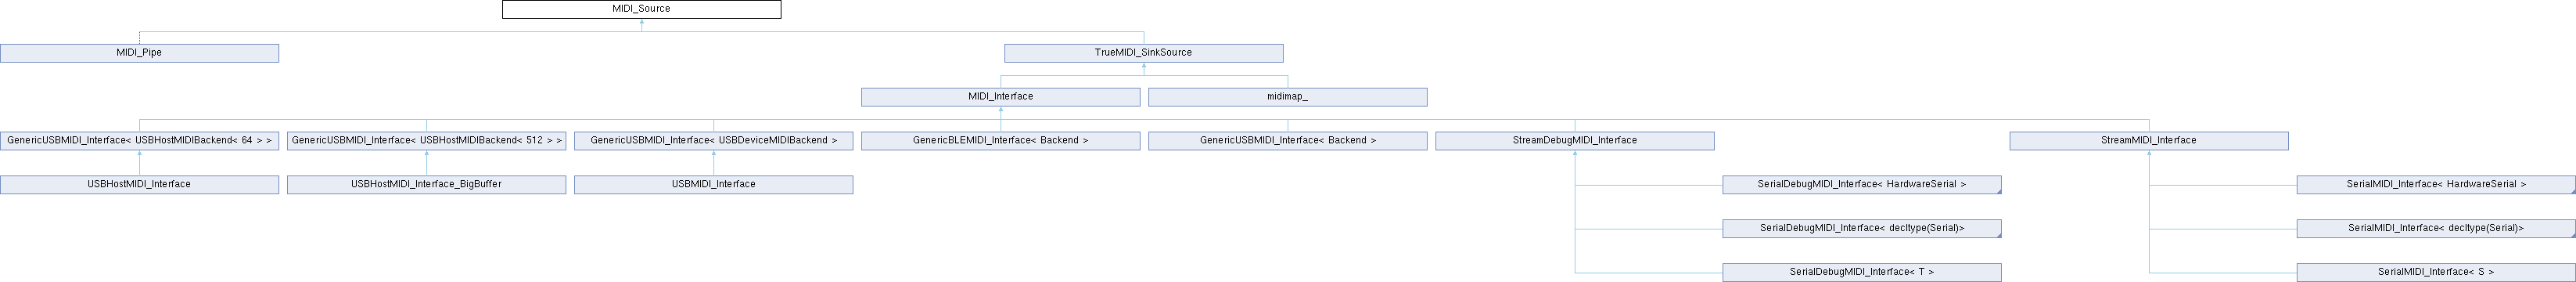 MIDI_Source
MIDI_Pipe
TrueMIDI_SinkSource
MIDI_Interface
midimap_
GenericUSBMIDI_Interface< USBHostMIDIBackend< 64 > >
GenericUSBMIDI_Interface< USBHostMIDIBackend< 512 > >
GenericUSBMIDI_Interface< USBDeviceMIDIBackend >
GenericBLEMIDI_Interface< Backend >
GenericUSBMIDI_Interface< Backend >
StreamDebugMIDI_Interface
StreamMIDI_Interface
USBHostMIDI_Interface
USBHostMIDI_Interface_BigBuffer
USBMIDI_Interface
SerialDebugMIDI_Interface< HardwareSerial >
SerialMIDI_Interface< HardwareSerial >
SerialDebugMIDI_Interface< decltype(Serial)>
SerialMIDI_Interface< decltype(Serial)>
SerialDebugMIDI_Interface< T >
SerialMIDI_Interface< S >